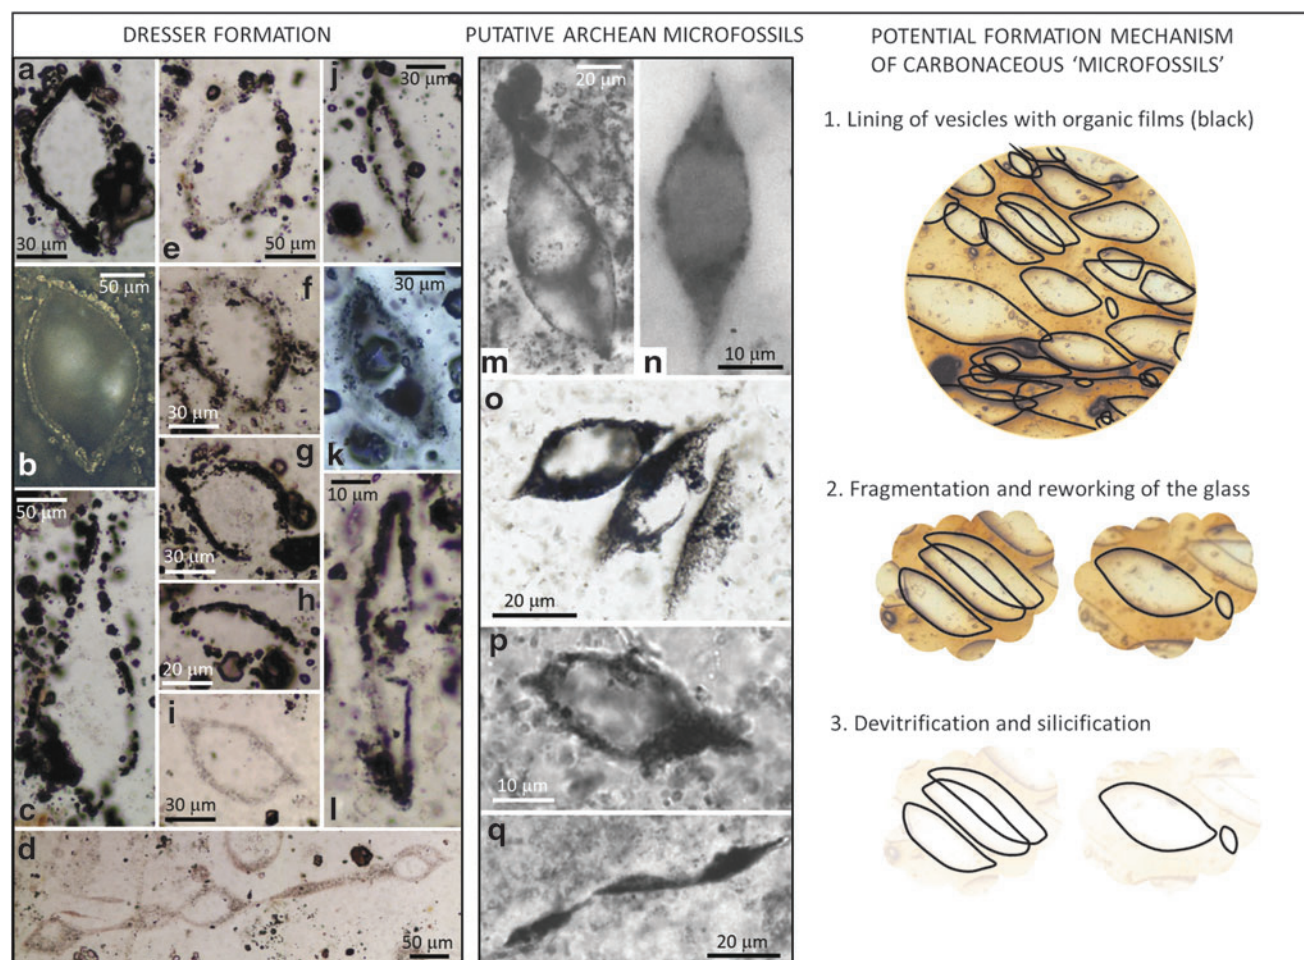 DRESSER FORMATION
PUTATIVE ARCHEAN MICROFOSSILS
POTENTIAL FORMATION MECHANISM
OF CARBONACEOUS ‘MICROFOSSILS’
a
30 µm
e
50 µm
j
30 µm
50 µm
b
f
30 µm
30 µm
k
g
30 µm
50 µm
c
h
20 µm
i
30 µm
10 µm
l
d
50 µm
20 µm
m
n
10 µm
o
20 µm
p
10 µm
q
20 µm
1. Lining of vesicles with organic films (black)
2. Fragmentation and reworking of the glass
3. Devitrification and silicification